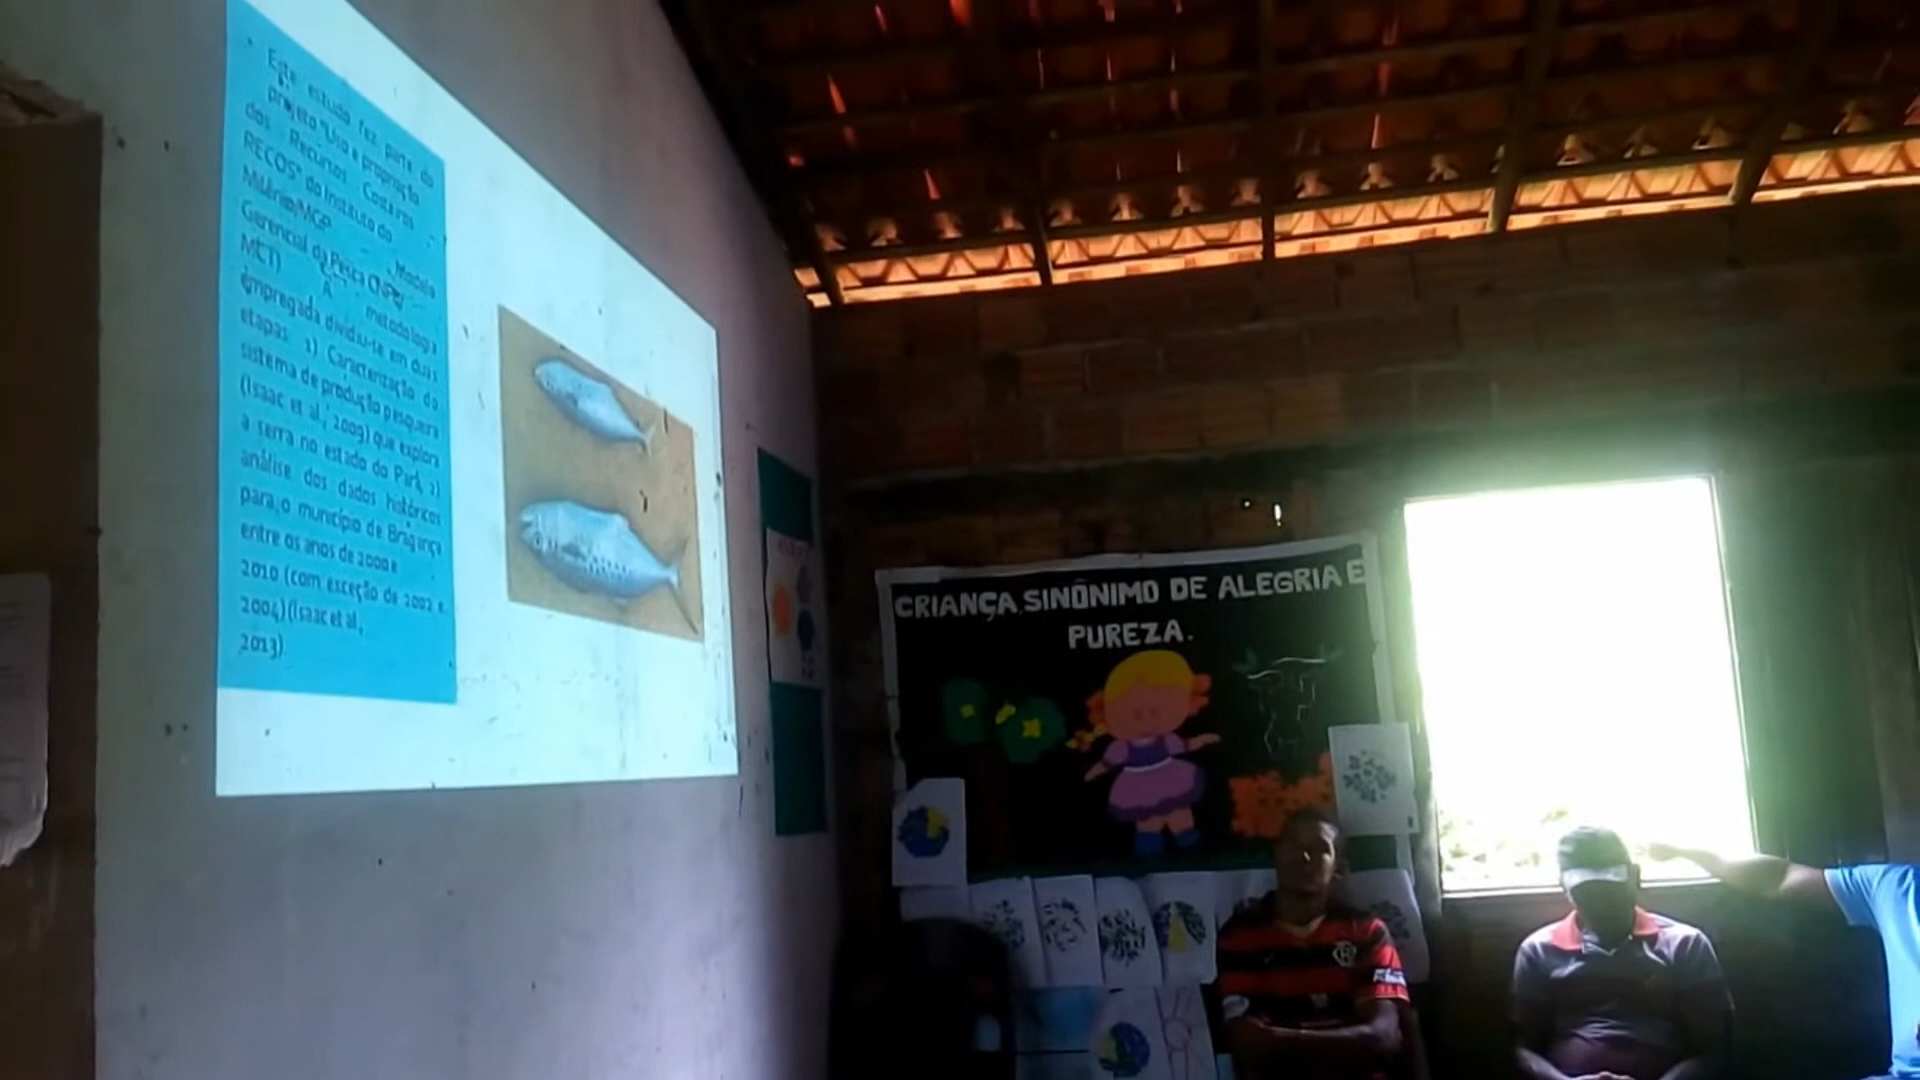 Este estudo fez parte do
projeto "Uso e propriação
dos Recursos Costeiros
RECOS" do Instituto do
Milênio/MGP – Modelo
Gerencial da Pesca CNPq
MCT) A metodologia
empregada dividiu-se em duas
etapas: 1) Caracterização do
sistema de produção pesqueira
(Isaac et al., 2009) que explora
a serra no estado do Pará, 2)
análise dos dados históricos
para o município de Bragança
entre os anos de 2000 e
2010 (com exceção de 2002 e
2004)(Isaac et al.,
2013)
CRIANÇA, SINÔNIMO DE ALEGRIA E
PUREZA.